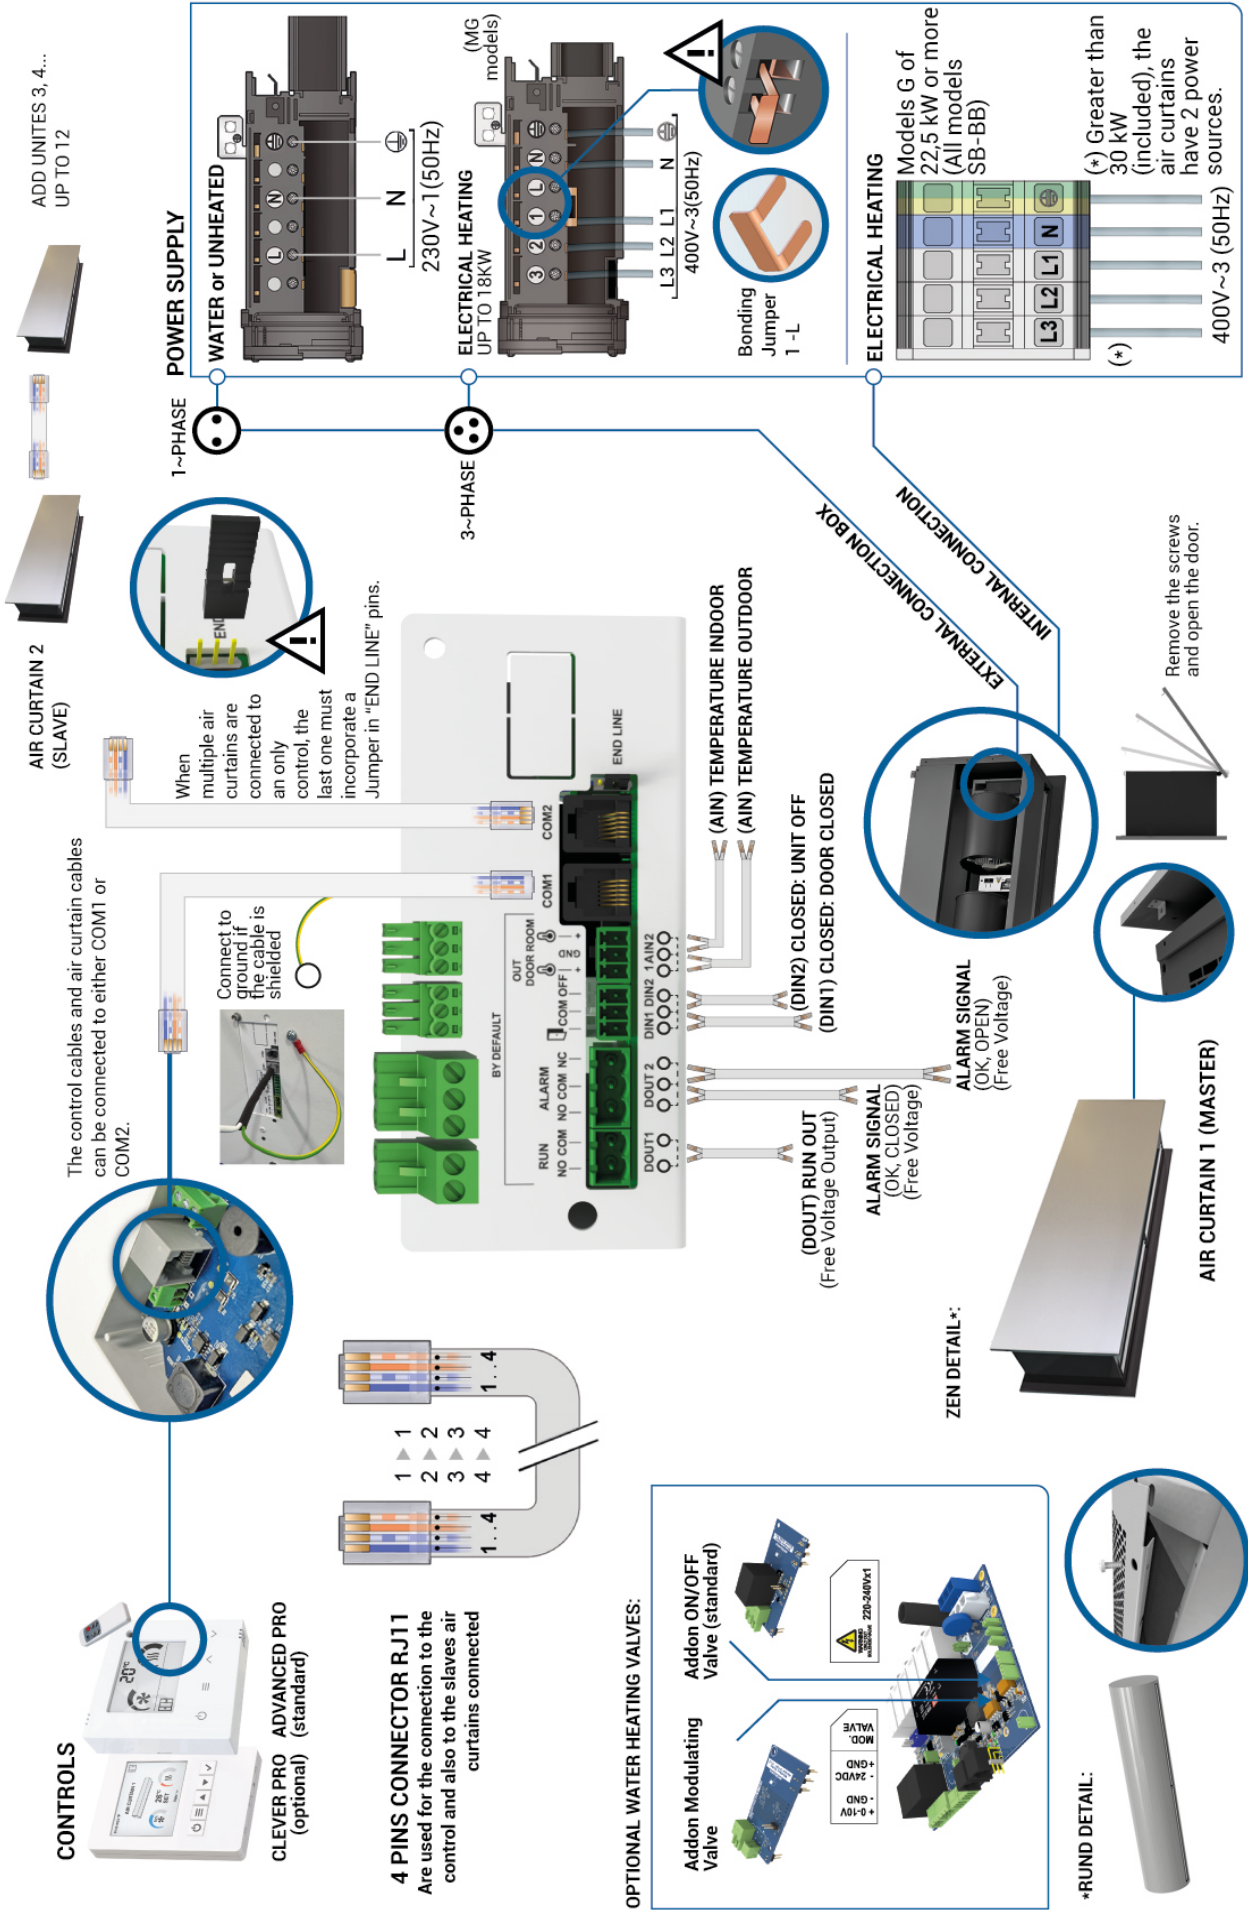 CONTROLS
CLEVER PRO
(optional)
ADVANCED PRO
(standard)
20°C
The control cables and air curtain cables
can be connected to either COM1 or
COM2.
Connect to
ground if
the cable is
shielded
AIR CURTAIN 2
(SLAVE)
ADD UNITES 3, 4...
UP TO 12
When
multiple air
curtains are
connected to
an only
control, the
last one must
incorporate a
Jumper in “END LINE” pins.
END
4 PINS CONNECTOR RJ11
Are used for the connection to the
control and also to the slaves air
curtains connected
1 1
2 2
3 3
4 4
1..4
1..4
BY DEFAULT
RUN
NO COM
ALARM
NO COM NC
COM OFF
OUT
DOOR ROOM
+ GND +
COM1
COM2
END LINE
DOUT1
DOUT 2
DIN1 DIN2
1 AIN2
(DOUT) RUN OUT
(Free Voltage Output)
ALARM SIGNAL
(OK, CLOSED)
(Free Voltage)
ALARM SIGNAL
(OK, OPEN)
(Free Voltage)
(DIN2) CLOSED: UNIT OFF
(DIN1) CLOSED: DOOR CLOSED
(AIN) TEMPERATURE INDOOR
(AIN) TEMPERATURE OUTDOOR
1~PHASE
3~PHASE
EXTERNAL CONNECTION BOX
INTERNAL CONNECTION
POWER SUPPLY
WATER or UNHEATED
L N
L N
230V~1(50Hz)
ELECTRICAL HEATING
UP TO 18KW
(MG
models)
3 2 1 L N
L3 L2 L1 N
400V~3(50Hz)
Bonding
Jumper
1 -L
ELECTRICAL HEATING
Models G of
22,5 kW or more
(All models
SB-BB)
L3 L2 L1 N
(*)
400V~3 (50Hz)
(*) Greater than
30 kW
(included), the
air curtains
have 2 power
sources.
OPTIONAL WATER HEATING VALVES:
Addon Modulating
Valve
Addon ON/OFF
Valve (standard)
+ 0-10V
- GND
- 24VDC
+ GND
MOD.
VALVE
WARNING
220-240Vx1
*RUND DETAIL:
ZEN DETAIL*:
AIR CURTAIN 1 (MASTER)
Remove the screws
and open the door.